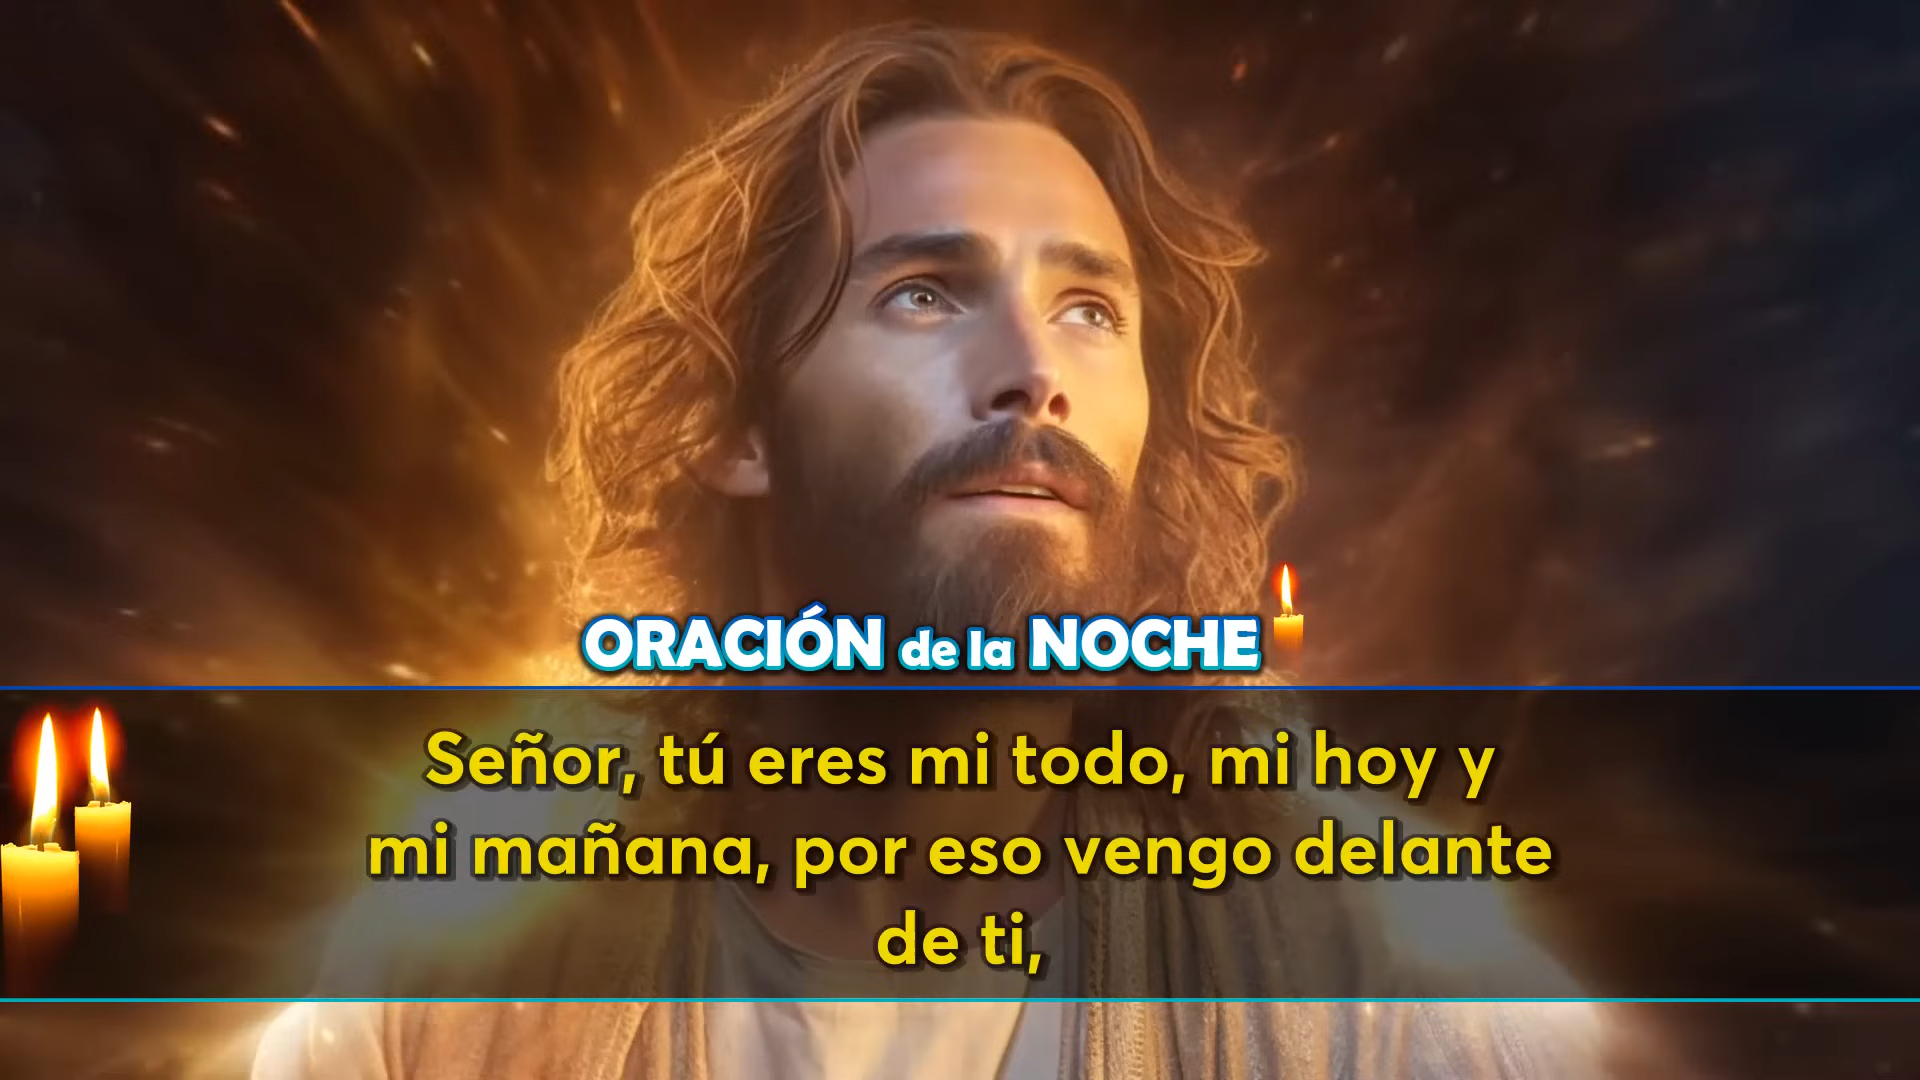 ORACIÓN de la NOCHE
Señor, tú eres mi todo, mi hoy y
mi mañana, por eso vengo delante
de ti,